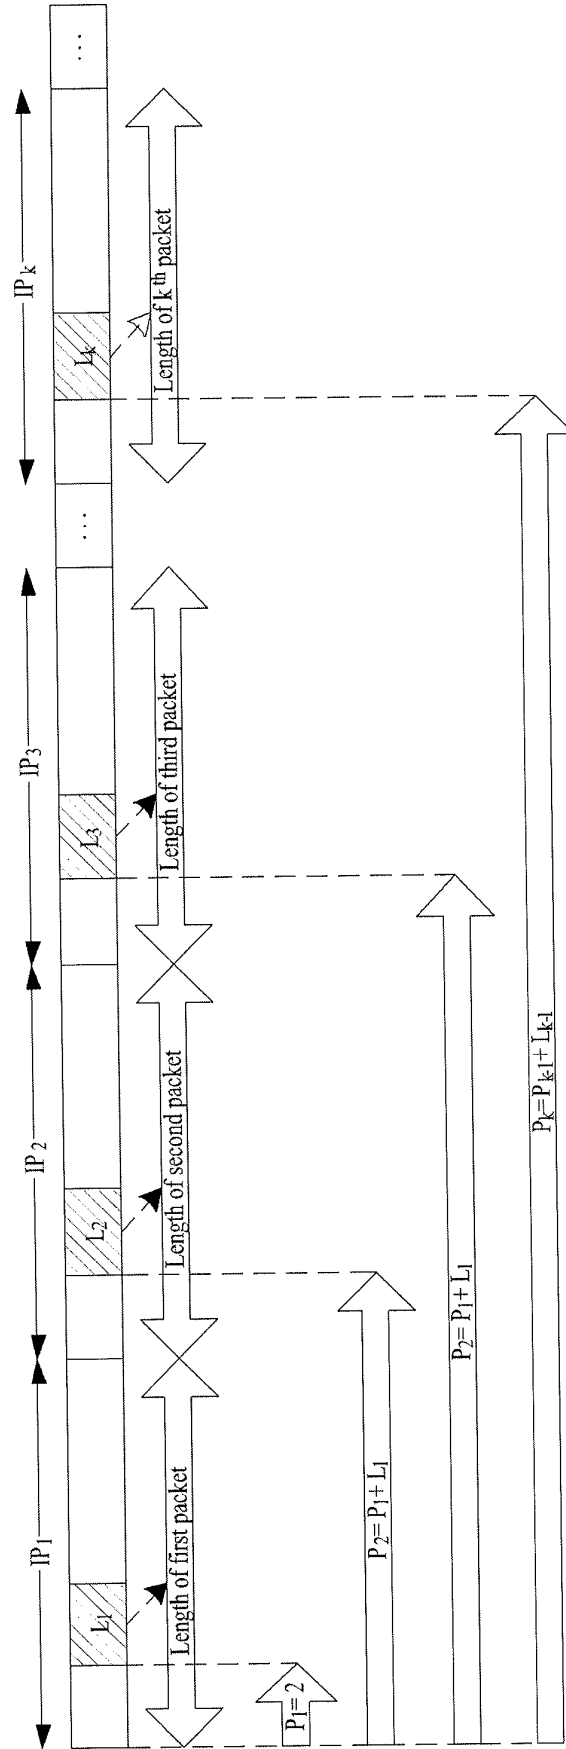 IP1
IP2
IP3
IPk
L1
L2
L3
...
Lk
...
Length of first packet
Length of second packet
Length of third packet
Length of kth packet
P1=2
P2=P1+L1
P2=P1+L1
Pk=Pk-1+Lk-1